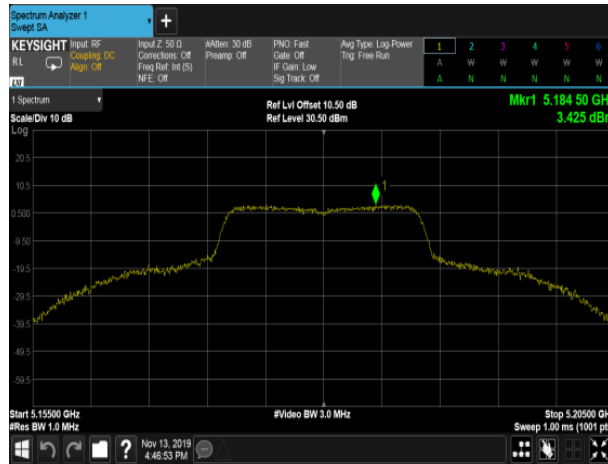 Spectrum Analyzer 1
Swept SA
+
KEYSIGHT
RL
Input: RF
Coupling: DC
Align: Off
Input Z: 50 Ω
Corrections: Off
Freq Ref: Int (S)
NFE: Off
#Atten: 30 dB
Preamp: Off
PNO: Fast
Gate: Off
IF Gain: Low
Sig Track: Off
Avg Type: Log-Power
Trig: Free Run
1 2 3 4 5 6
A W W W W W
A N N N N N
1 Spectrum
Scale/Div 10 dB
Log
Ref Lvl Offset 10.50 dB
Ref Level 30.50 dBm
Mkr1 5.184 50 GH
3.425 dBr
1
20.5
10.5
0.500
-9.50
-19.5
-29.5
-39.5
-49.5
-59.5
Start 5.15500 GHz
#Res BW 1.0 MHz
#Video BW 3.0 MHz
Stop 5.20500 GH
Sweep 1.00 ms (1001 pt
?
Nov 13, 2019
4:46:53 PM